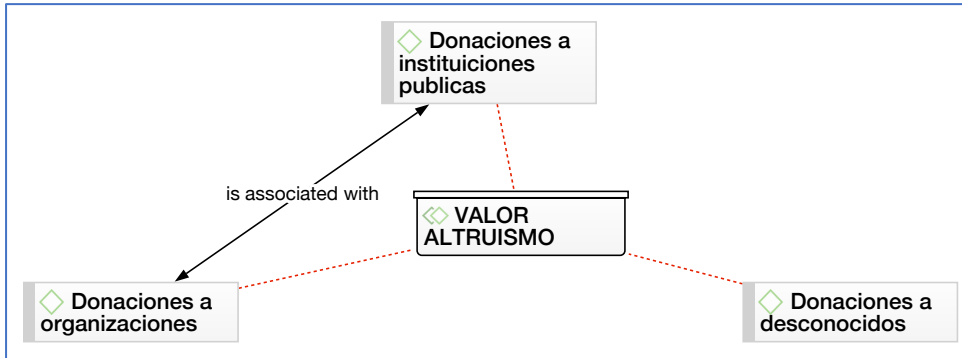 Donaciones a
instituiciones
publicas
is associated with
VALOR
ALTRUISMO
Donaciones a
organizaciones
Donaciones a
desconocidos